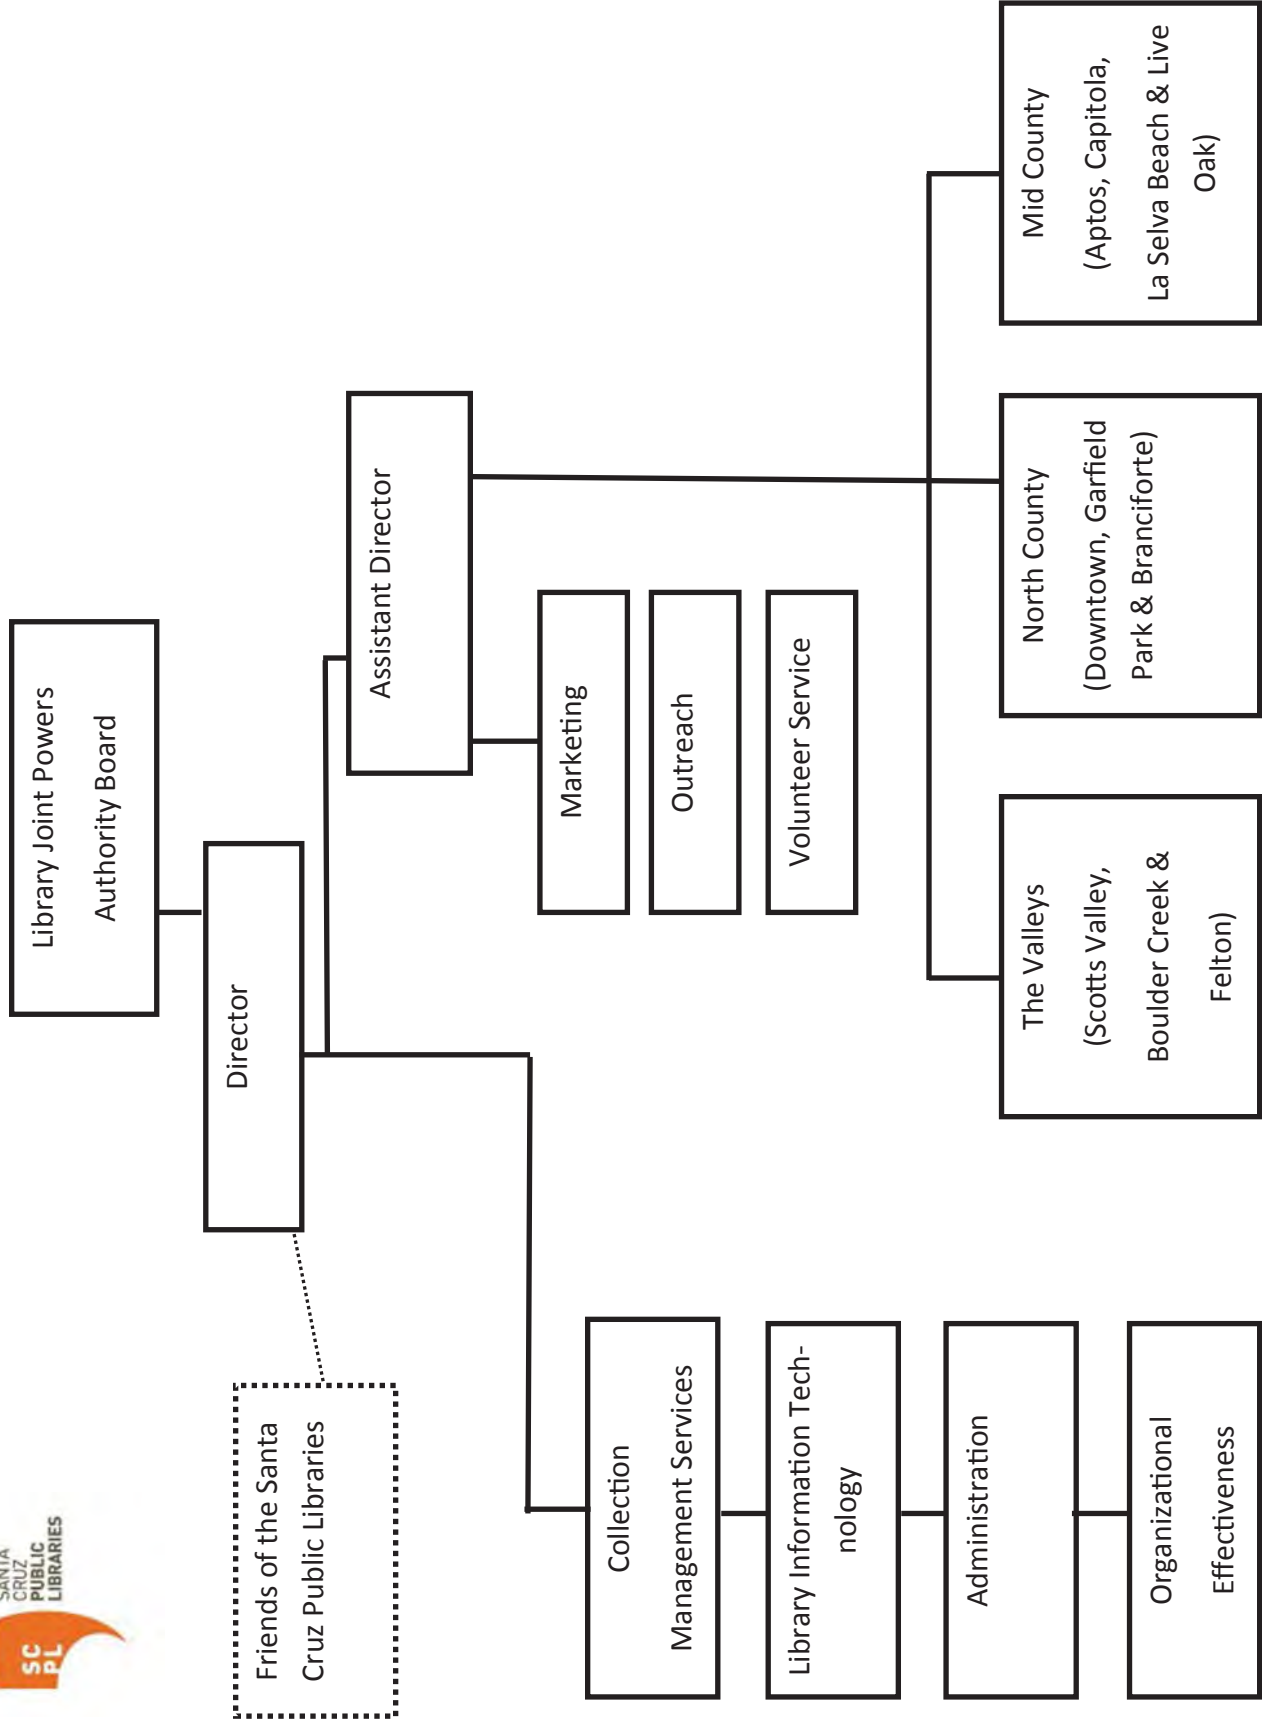 SC
PL
SANTA
CRUZ
PUBLIC
LIBRARIES
Library Joint Powers
Authority Board
Director
Friends of the Santa
Cruz Public Libraries
Assistant Director
Marketing
Outreach
Volunteer Service
Collection
Management Services
Library Information Tech-
nology
Administration
Organizational
Effectiveness
The Valleys
(Scotts Valley,
Boulder Creek &
Felton)
North County
(Downtown, Garfield
Park & Branciforte)
Mid County
(Aptos, Capitola,
La Selva Beach & Live
Oak)